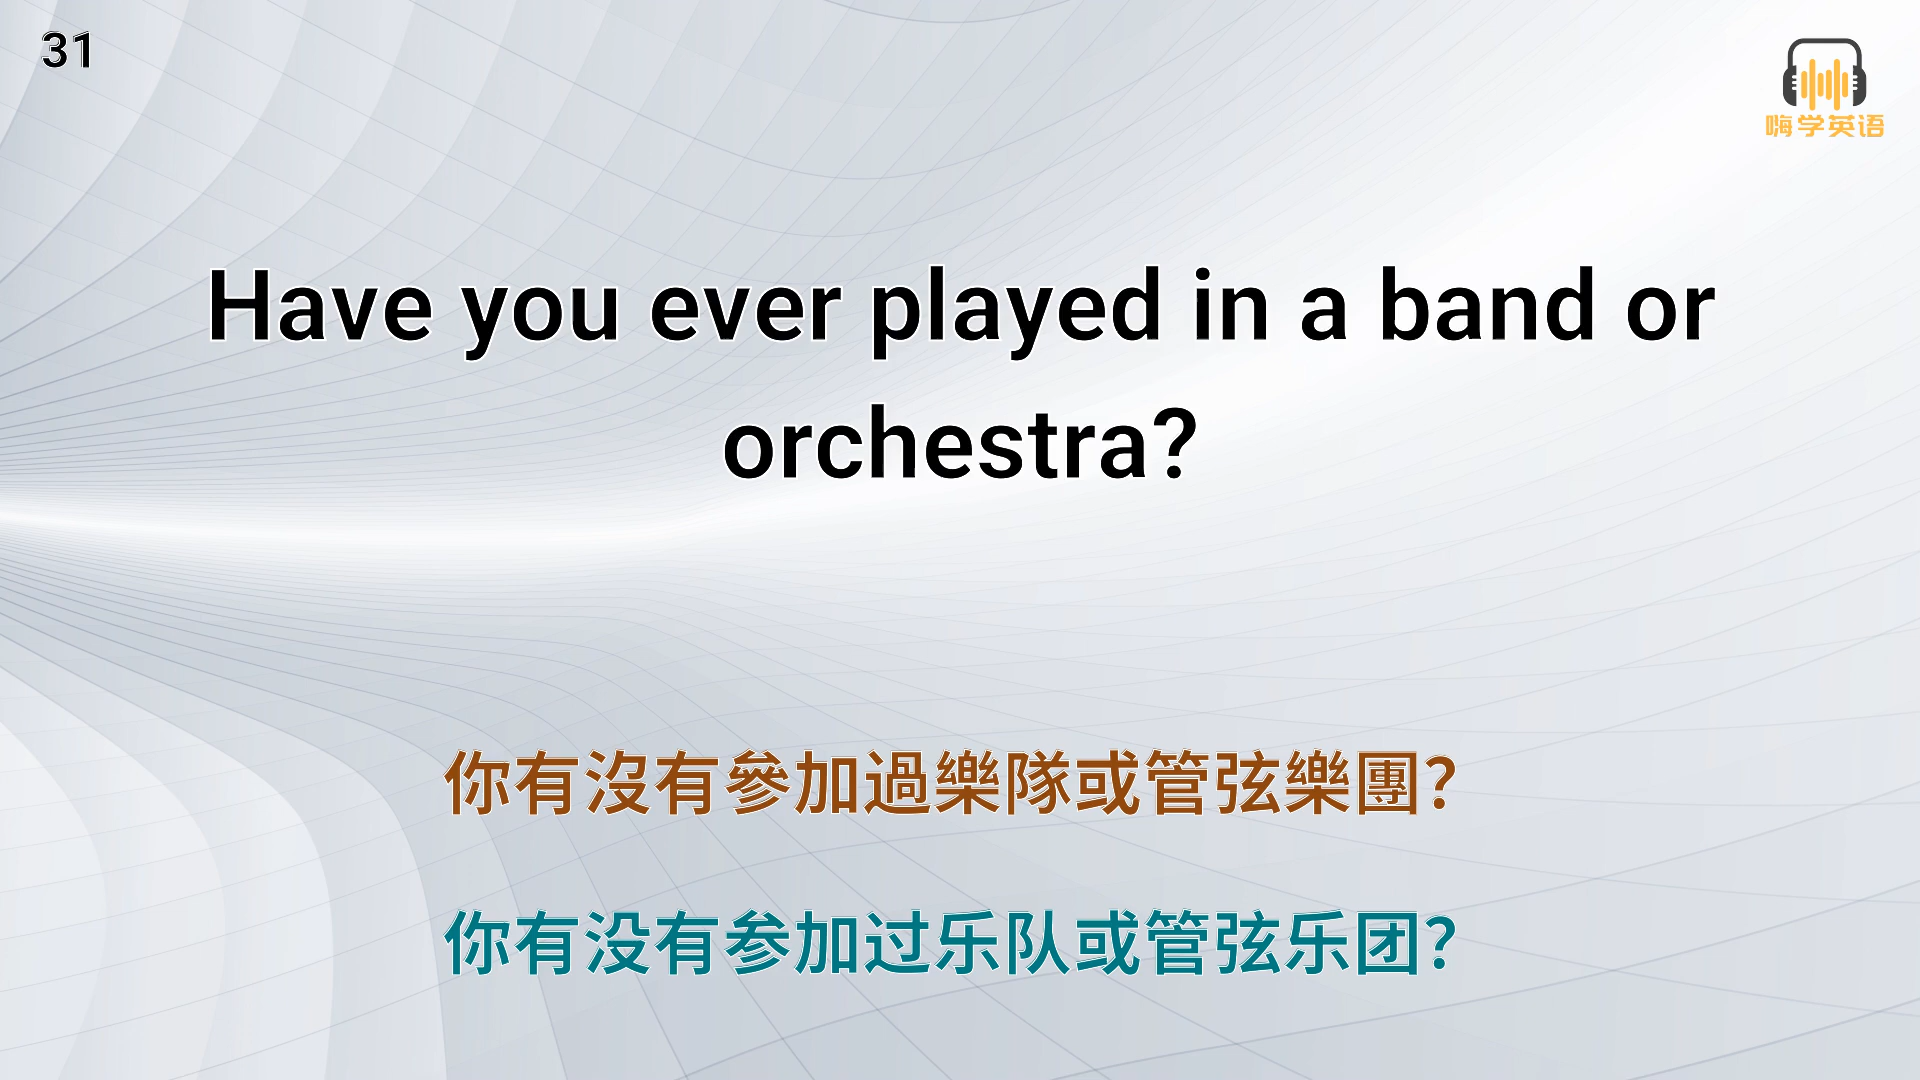 31
嗨学英语
Have you ever played in a band or
orchestra?
你有沒有參加過樂隊或管弦樂團？
你有没有参加过乐队或管弦乐团？